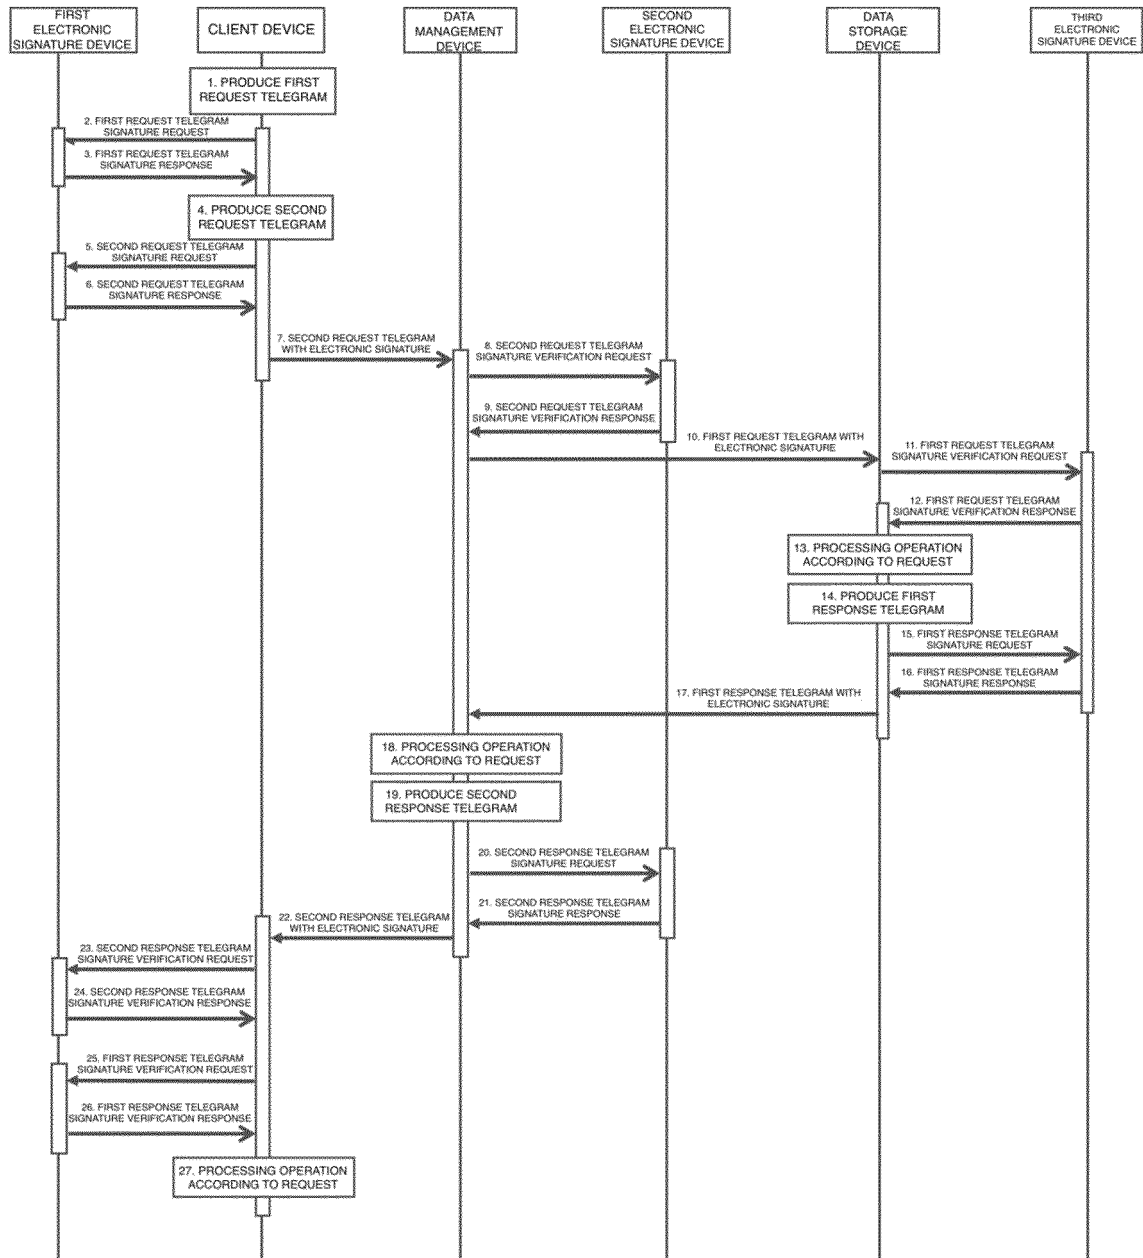 FIRST
ELECTRONIC
SIGNATURE DEVICE
CLIENT DEVICE
DATA
MANAGEMENT
DEVICE
SECOND
ELECTRONIC
SIGNATURE DEVICE
DATA
STORAGE
DEVICE
THIRD
ELECTRONIC
SIGNATURE DEVICE
1. PRODUCE FIRST
REQUEST TELEGRAM
2. FIRST REQUEST TELEGRAM
SIGNATURE REQUEST
3. FIRST REQUEST TELEGRAM
SIGNATURE RESPONSE
4. PRODUCE SECOND
REQUEST TELEGRAM
5. SECOND REQUEST TELEGRAM
SIGNATURE REQUEST
6. SECOND REQUEST TELEGRAM
SIGNATURE RESPONSE
7. SECOND REQUEST TELEGRAM
WITH ELECTRONIC SIGNATURE
8. SECOND REQUEST TELEGRAM
SIGNATURE VERIFICATION REQUEST
9. SECOND REQUEST TELEGRAM
SIGNATURE VERIFICATION RESPONSE
10. FIRST REQUEST TELEGRAM WITH
ELECTRONIC SIGNATURE
11. FIRST REQUEST TELEGRAM
SIGNATURE VERIFICATION REQUEST
12. FIRST REQUEST TELEGRAM
SIGNATURE VERIFICATION RESPONSE
13. PROCESSING OPERATION
ACCORDING TO REQUEST
14. PRODUCE FIRST
RESPONSE TELEGRAM
15. FIRST RESPONSE TELEGRAM
SIGNATURE REQUEST
16. FIRST RESPONSE TELEGRAM
SIGNATURE RESPONSE
17. FIRST RESPONSE TELEGRAM WITH
ELECTRONIC SIGNATURE
18. PROCESSING OPERATION
ACCORDING TO REQUEST
19. PRODUCE SECOND
RESPONSE TELEGRAM
20. SECOND RESPONSE TELEGRAM
SIGNATURE REQUEST
21. SECOND RESPONSE TELEGRAM
SIGNATURE RESPONSE
22. SECOND RESPONSE TELEGRAM
WITH ELECTRONIC SIGNATURE
23. SECOND RESPONSE TELEGRAM
SIGNATURE VERIFICATION REQUEST
24. SECOND RESPONSE TELEGRAM
SIGNATURE VERIFICATION RESPONSE
25. FIRST RESPONSE TELEGRAM
SIGNATURE VERIFICATION REQUEST
26. FIRST RESPONSE TELEGRAM
SIGNATURE VERIFICATION RESPONSE
27. PROCESSING OPERATION
ACCORDING TO REQUEST